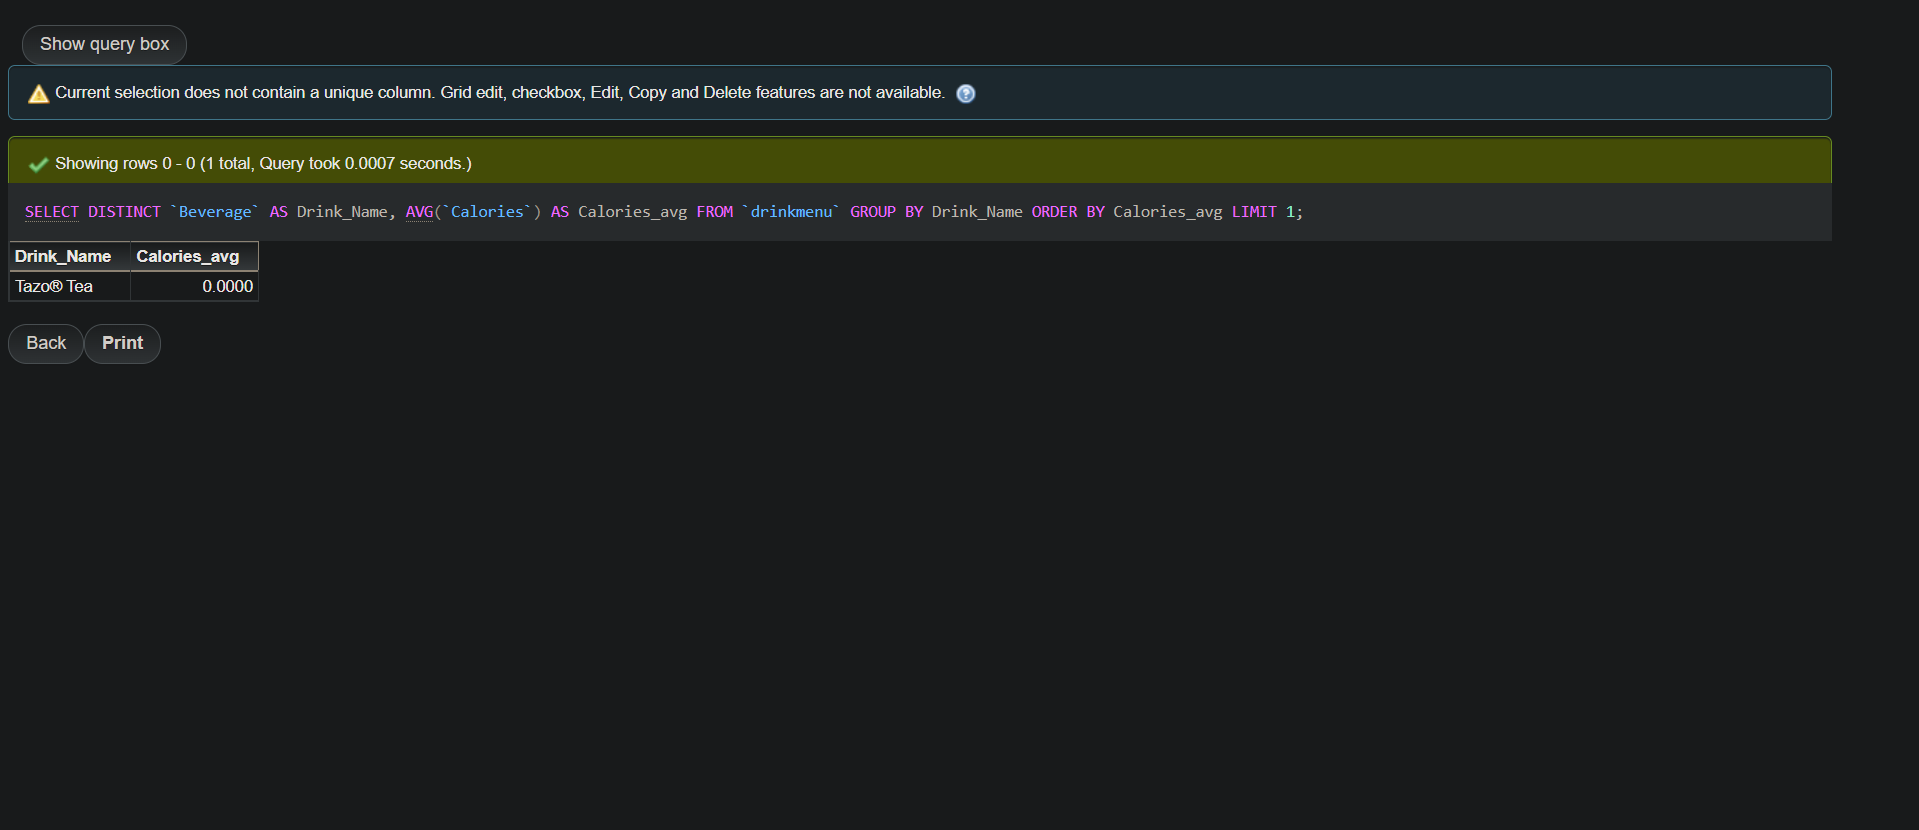 Show query box
Current selection does not contain a unique column. Grid edit, checkbox, Edit, Copy and Delete features are not available.
Showing rows 0 - 0 (1 total, Query took 0.0007 seconds.)
SELECT DISTINCT `Beverage` AS Drink_Name, AVG(`Calories`) AS Calories_avg FROM `drinkmenu` GROUP BY Drink_Name ORDER BY Calories_avg LIMIT 1;
Drink_Name Calories_avg
Tazo® Tea 0.0000
Back Print